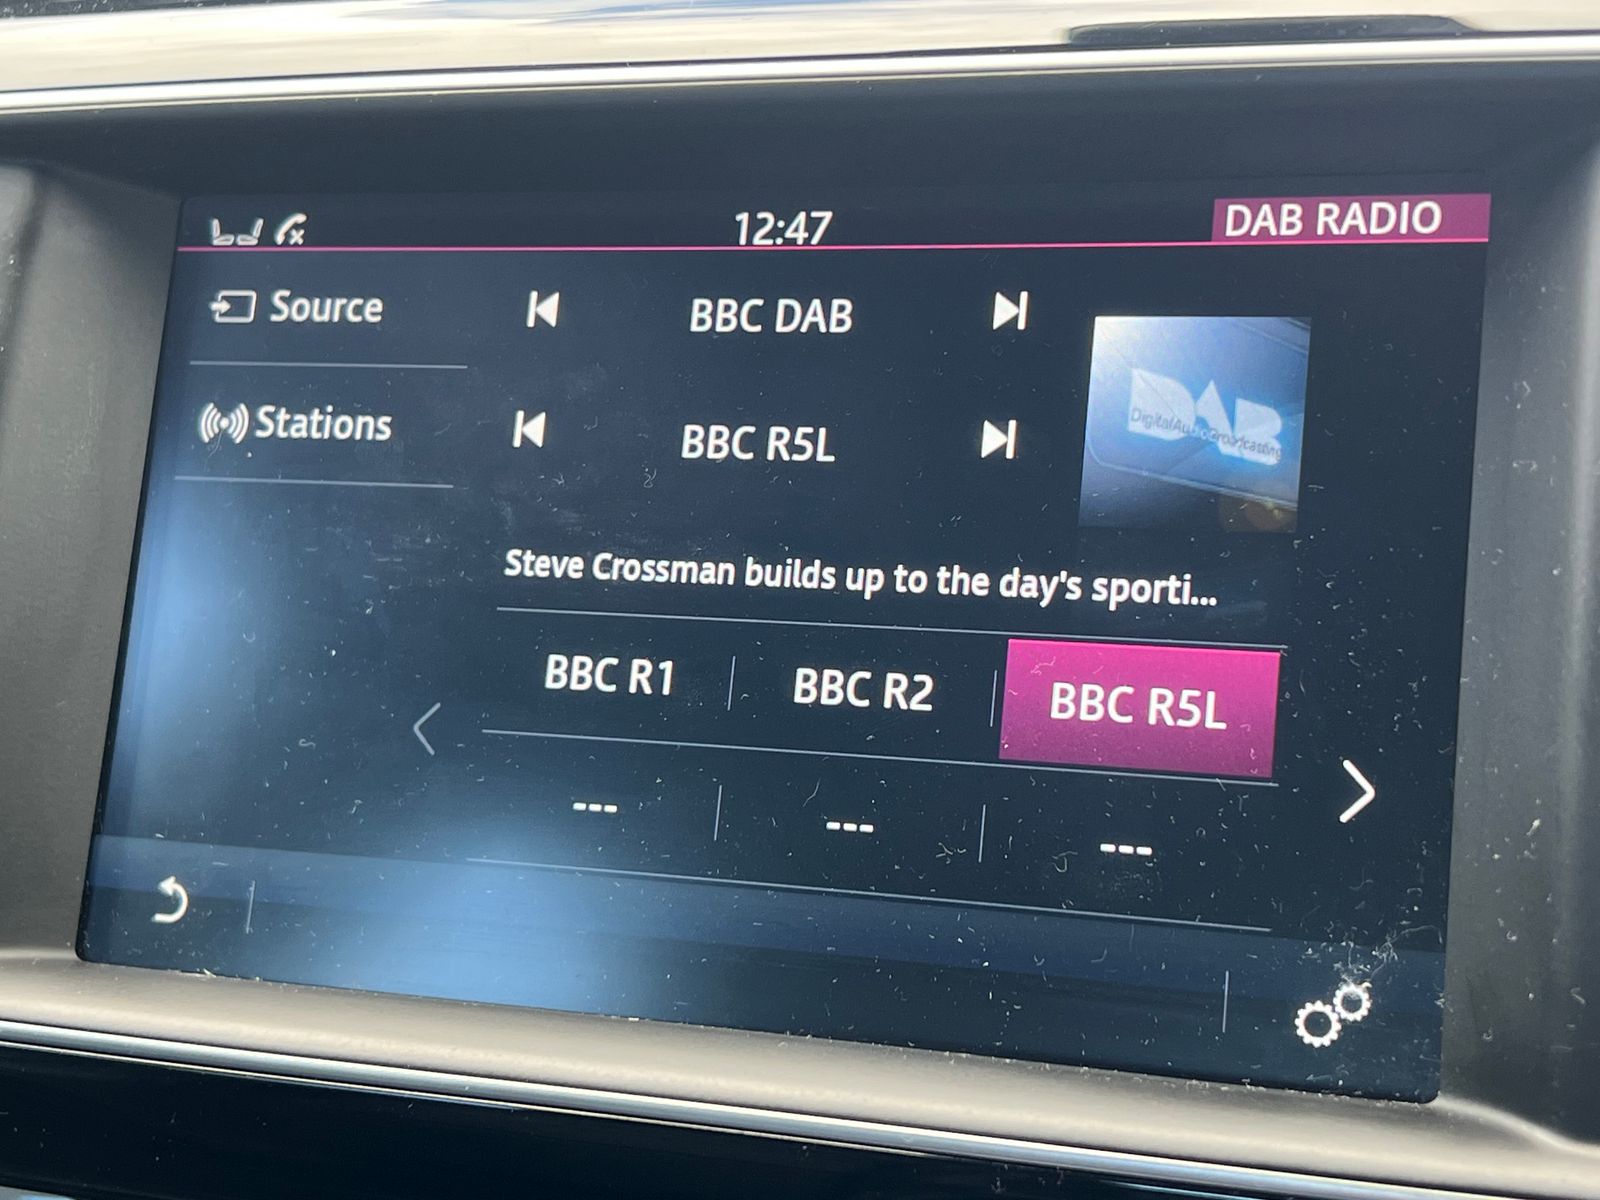 12:47
DAB RADIO
Source
BBC DAB
Stations
BBC R5L
DAB
DigitalAudioBroadcasting
Steve Crossman builds up to the day's sporti...
BBC R1
BBC R2
BBC R5L
---
---
---